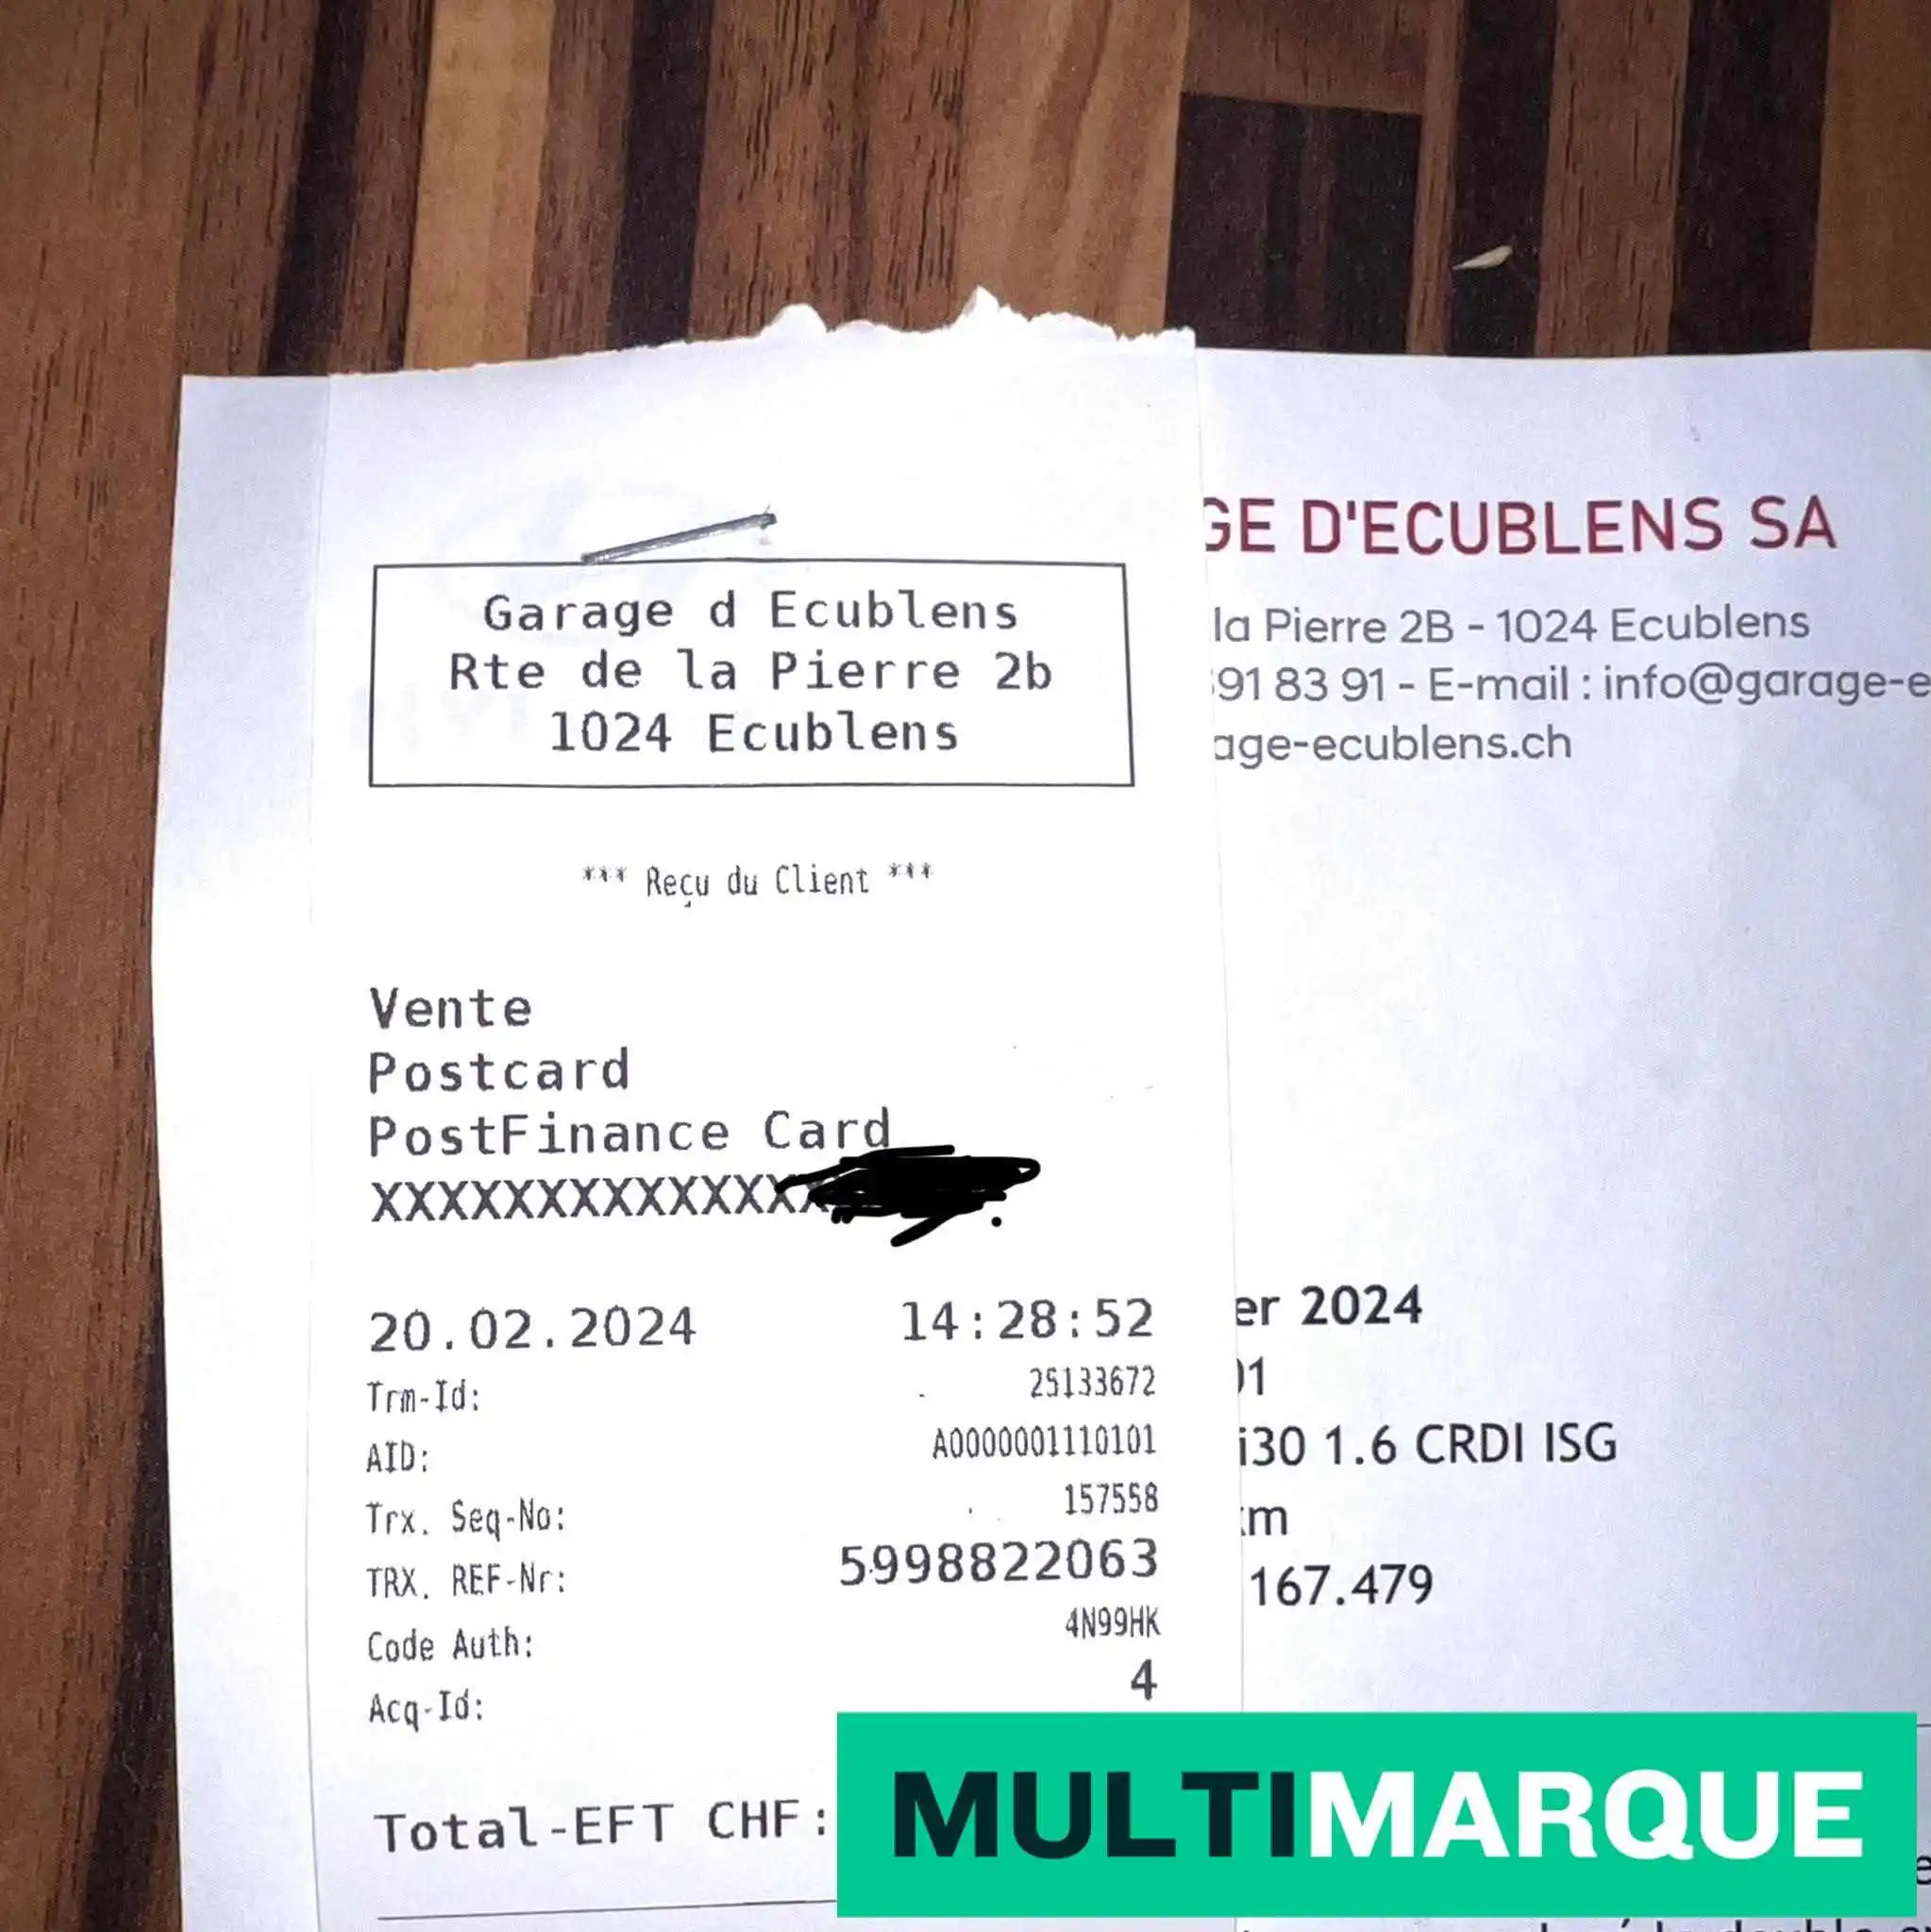 Garage d Ecublens
Rte de la Pierre 2b
1024 Ecublens
*** Reçu du Client ***
Vente
Postcard
PostFinance Card
XXXXXXXXXXXXXX
20.02.2024 14:28:52
Trm-Id: 25133672
AID: A0000001110101
Trx. Seq-No: 157558
TRX. REF-Nr: 5998822063
Code Auth: 4N99HK
Acq-Id: 4
Total-EFT CHF:
GE D'ECUBLENS SA
la Pierre 2B - 1024 Ecublens
91 83 91 - E-mail : info@garage-e
age-ecublens.ch
er 2024
01
i30 1.6 CRDI ISG
km
167.479
MULTIMARQUE